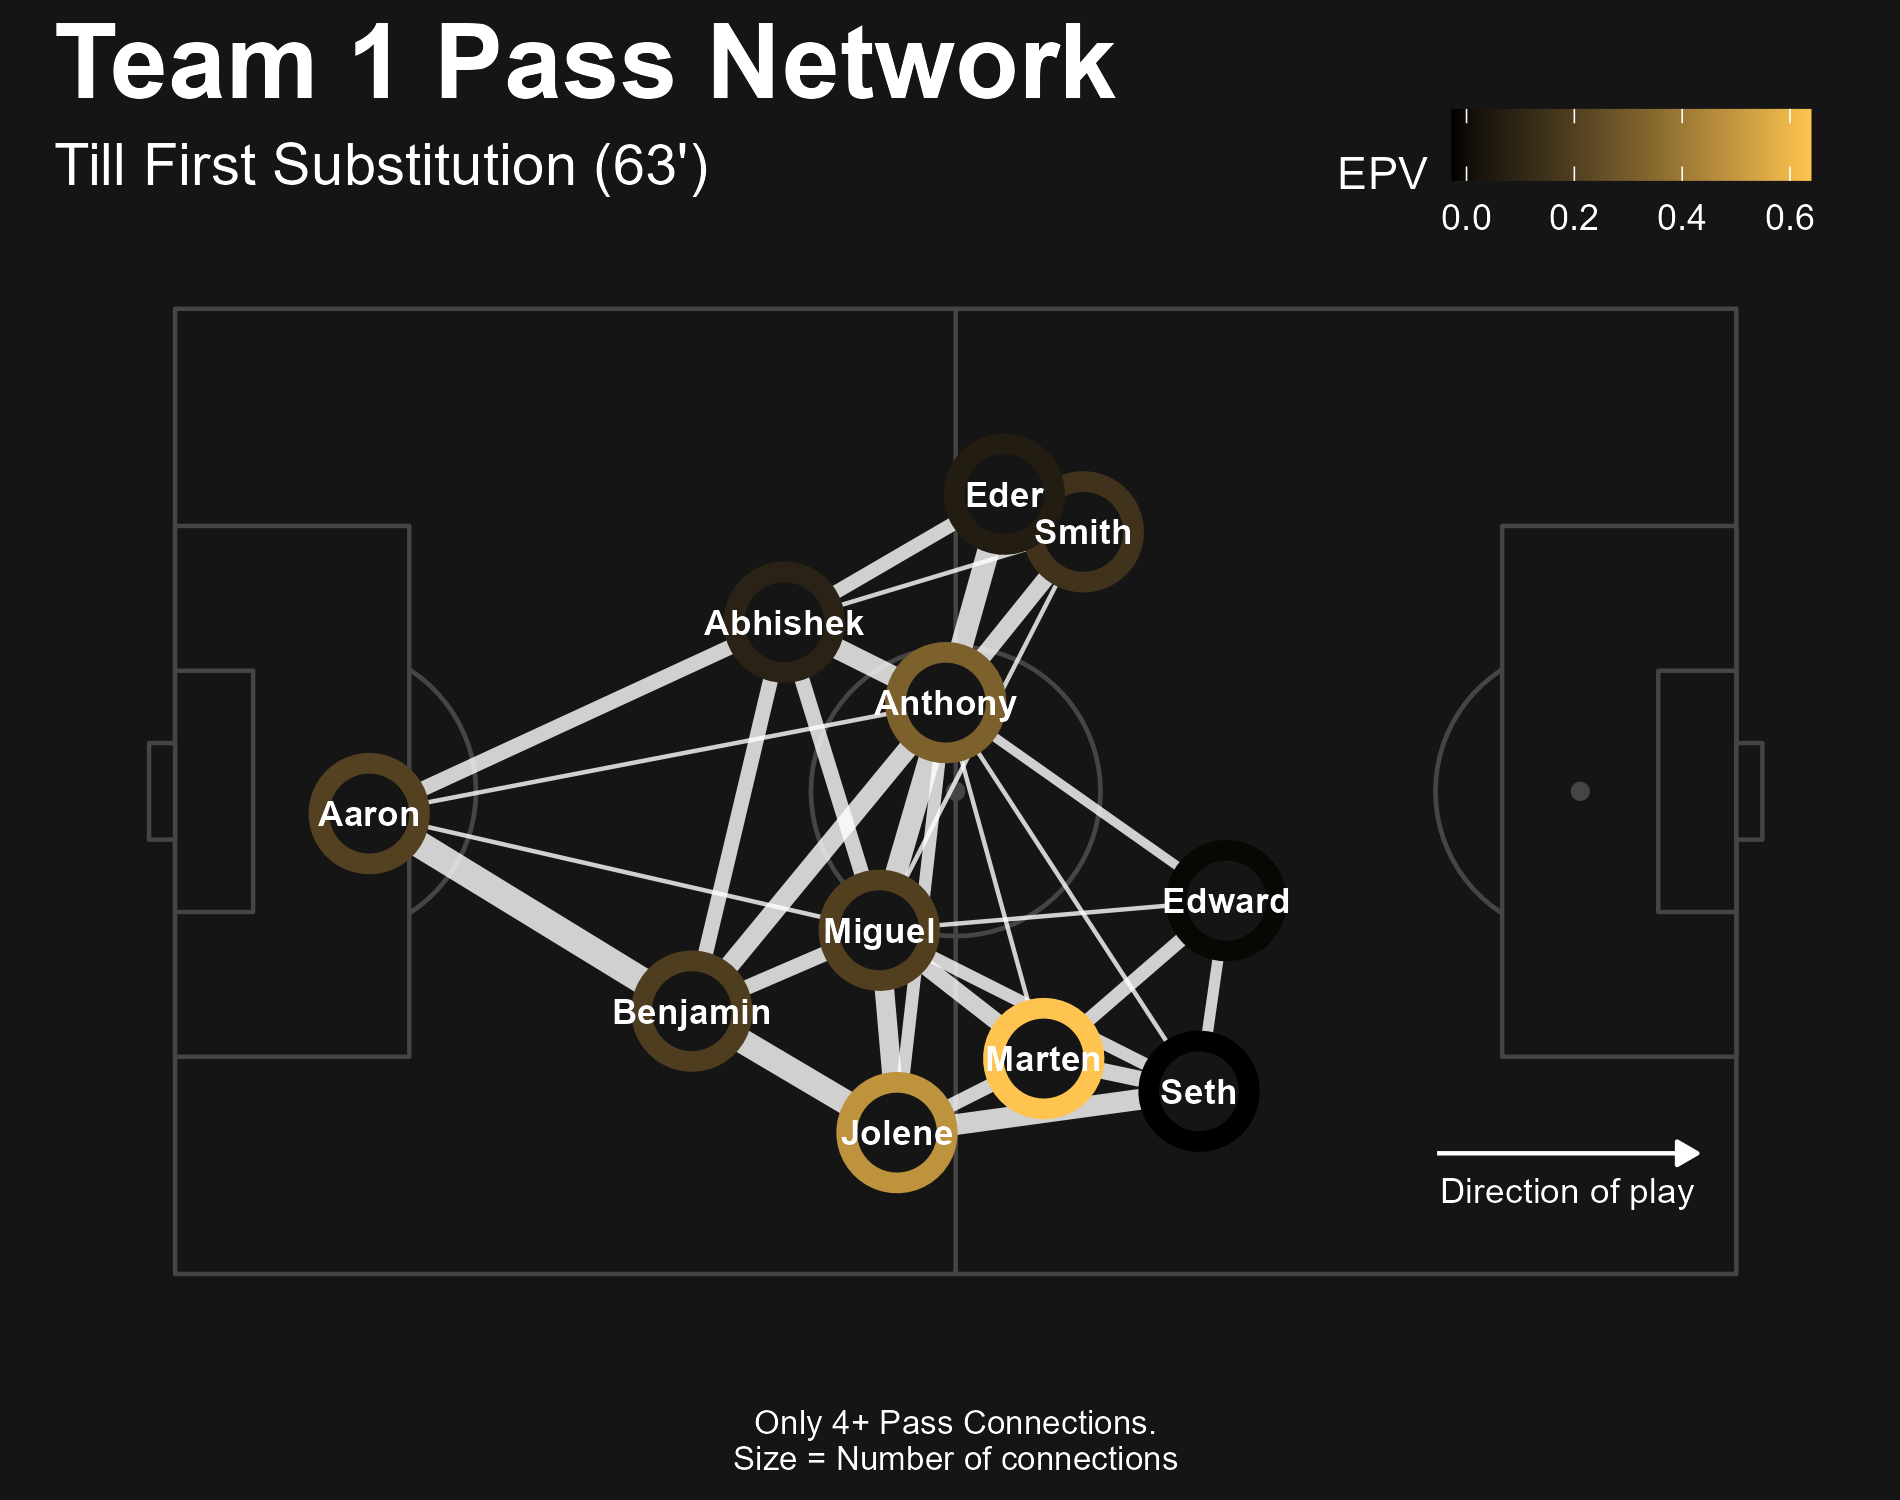 Team 1 Pass Network
Till First Substitution (63')
EPV
0.0 0.2 0.4 0.6
Eder
Smith
Abhishek
Anthony
Aaron
Edward
Miguel
Benjamin
Marten
Seth
Jolene
Direction of play
Only 4+ Pass Connections.
Size = Number of connections